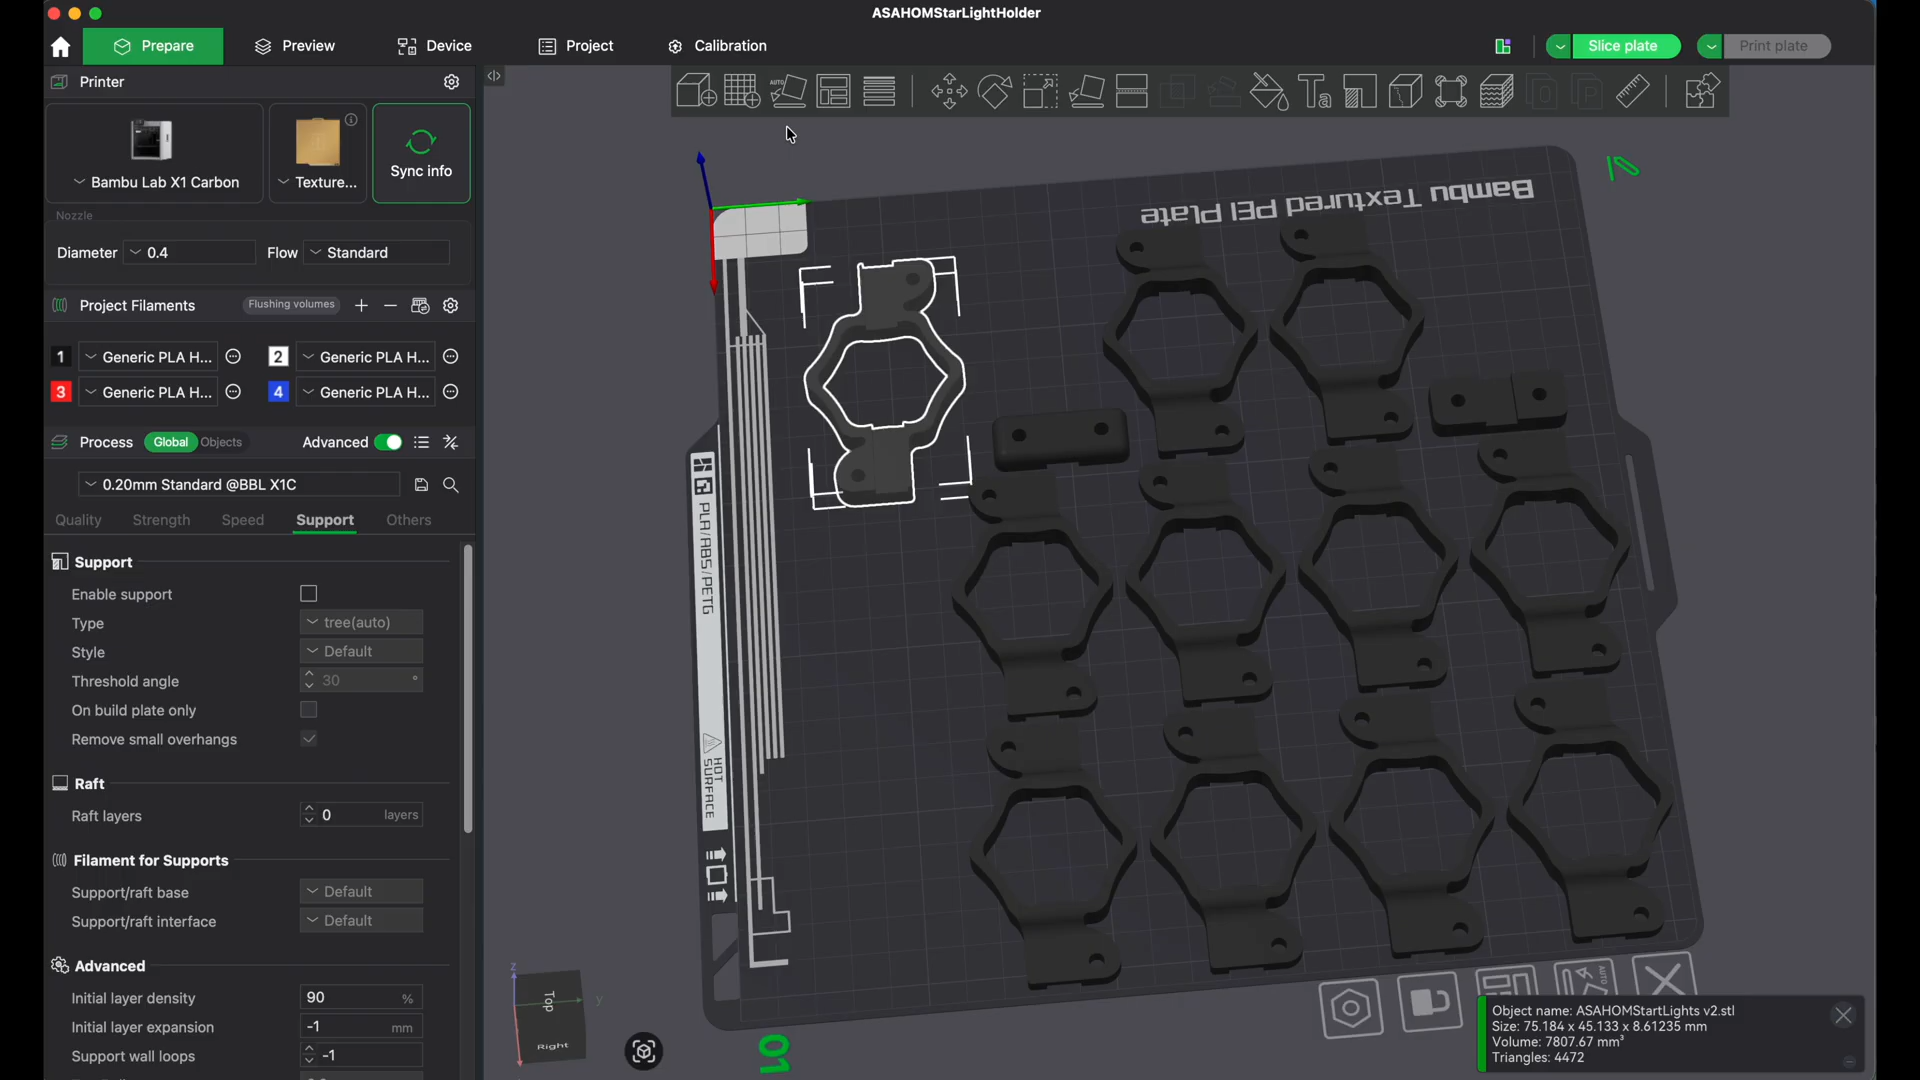 ASAHOMStarLightHolder
Prepare
Preview
Device
Project
Calibration
Slice plate
Print plate
Printer
Bambu Lab X1 Carbon
Texture...
Sync info
Nozzle
Diameter
0.4
Flow
Standard
Project Filaments
Flushing volumes
1
Generic PLA H...
2
Generic PLA H...
3
Generic PLA H...
4
Generic PLA H...
Process
Global
Objects
Advanced
0.20mm Standard @BBL X1C
Quality
Strength
Speed
Support
Others
Support
Enable support
Type
tree(auto)
Style
Default
Threshold angle
30 °
On build plate only
Remove small overhangs
Raft
Raft layers
0 layers
Filament for Supports
Support/raft base
Default
Support/raft interface
Default
Advanced
Initial layer density
90 %
Initial layer expansion
-1 mm
Support wall loops
-1
AUTO
Ta
Bambu Textured PEI Plate
PLA/ABS/PETG
HOT
SURFACE
01
z
y
Top
Right
AUTO
Object name: ASAHOMStartLights v2.stl
Size: 75.184 x 45.133 x 8.61235 mm
Volume: 7807.67 mm³
Triangles: 4472